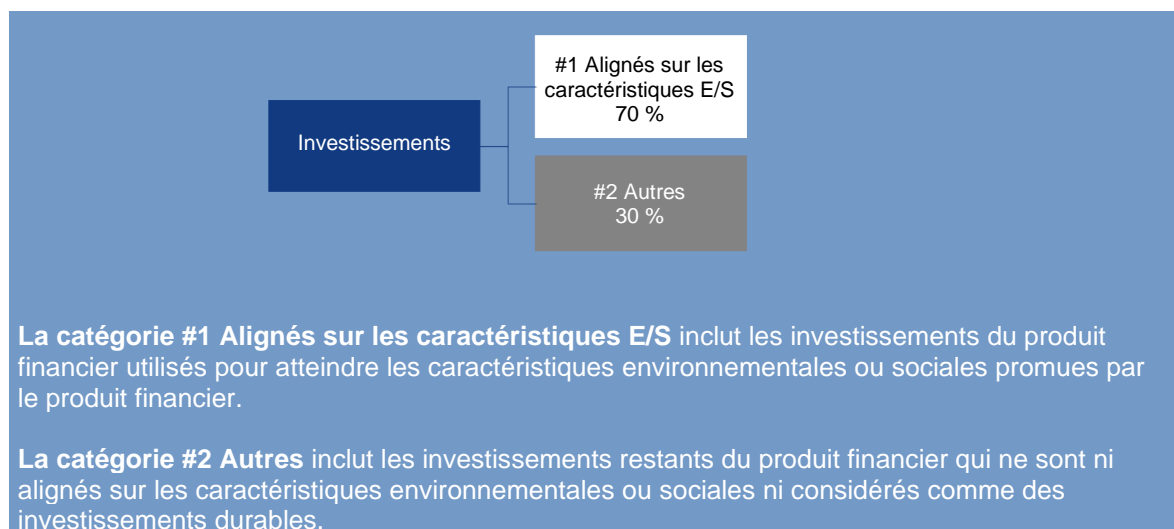 #1 Alignés sur les
caractéristiques E/S
70 %
Investissements
#2 Autres
30 %
La catégorie #1 Alignés sur les caractéristiques E/S inclut les investissements du produit
financier utilisés pour atteindre les caractéristiques environnementales ou sociales promues par
le produit financier.
La catégorie #2 Autres inclut les investissements restants du produit financier qui ne sont ni
alignés sur les caractéristiques environnementales ou sociales ni considérés comme des
investissements durables.